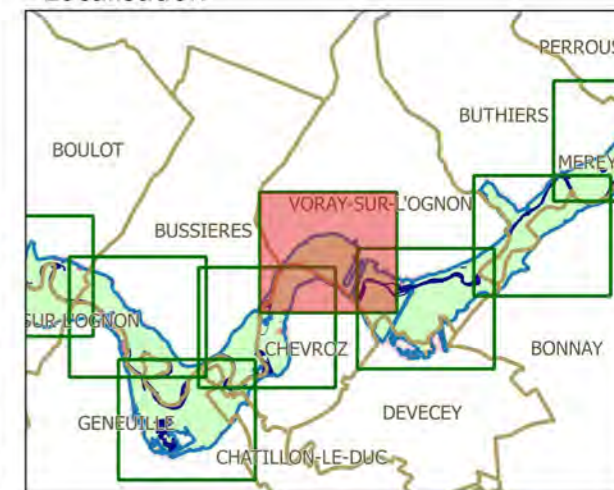 PERROUS
BUTHIERS
BOULOT
MEREY
VORAY-SUR-L'OGNON
BUSSIERES
SUR-L'OGNON
CHEVROZ
BONNAY
DEVECEY
GENEUILLE
CHATILLON-LE-DUC